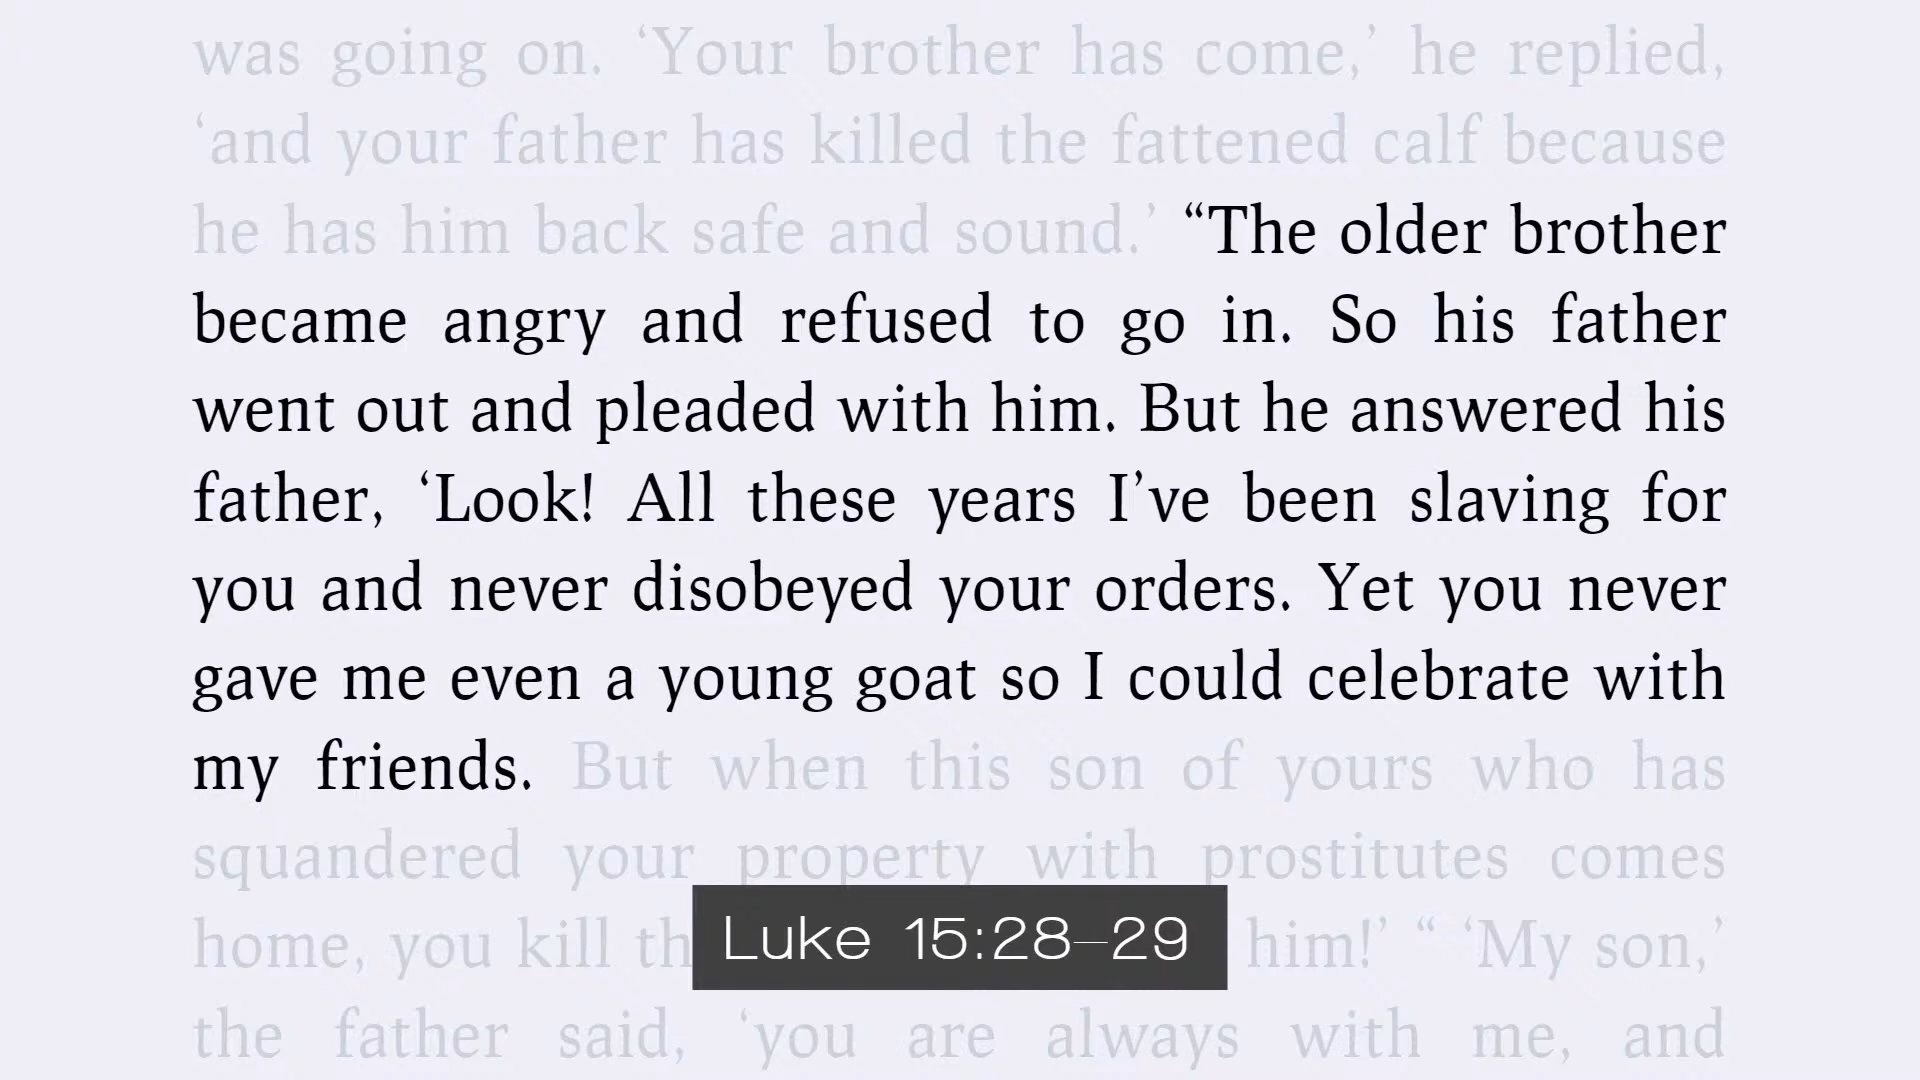 was going on. ‘Your brother has come,’ he replied,
‘and your father has killed the fattened calf because
he has him back safe and sound.’ “The older brother
became angry and refused to go in. So his father
went out and pleaded with him. But he answered his
father, ‘Look! All these years I’ve been slaving for
you and never disobeyed your orders. Yet you never
gave me even a young goat so I could celebrate with
my friends. But when this son of yours who has
squandered your property with prostitutes comes
home, you kill him!’ “ ‘My son,’
Luke 15:28–29
the father said, ‘you are always with me, and